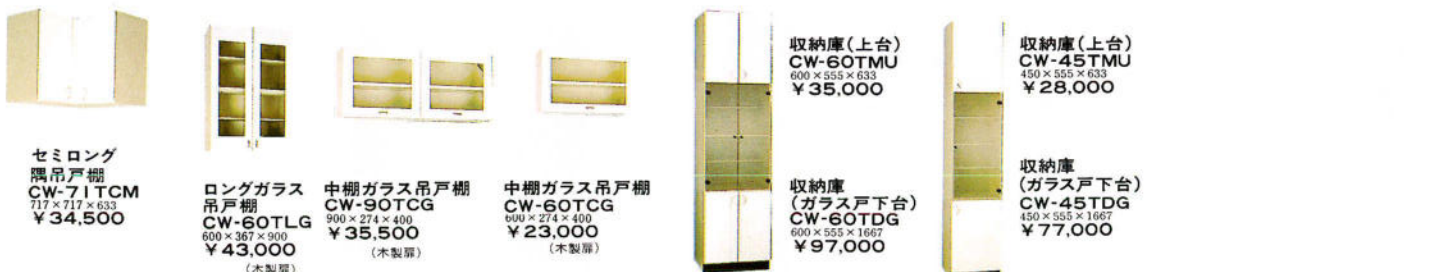 セミロング
隅吊戸棚
CW-71TCM
717×717×633
¥34,500
ロングガラス
吊戸棚
CW-60TLG
600×367×900
¥43,000
(木製扉)
中棚ガラス吊戸棚
CW-90TCG
900×274×400
¥35,500
(木製扉)
中棚ガラス吊戸棚
CW-60TCG
600×274×400
¥23,000
(木製扉)
収納庫(上台)
CW-60TMU
600×555×633
¥35,000
収納庫
(ガラス戸下台)
CW-60TDG
600×555×1667
¥97,000
収納庫(上台)
CW-45TMU
450×555×633
¥28,000
収納庫
(ガラス戸下台)
CW-45TDG
450×555×1667
¥77,000